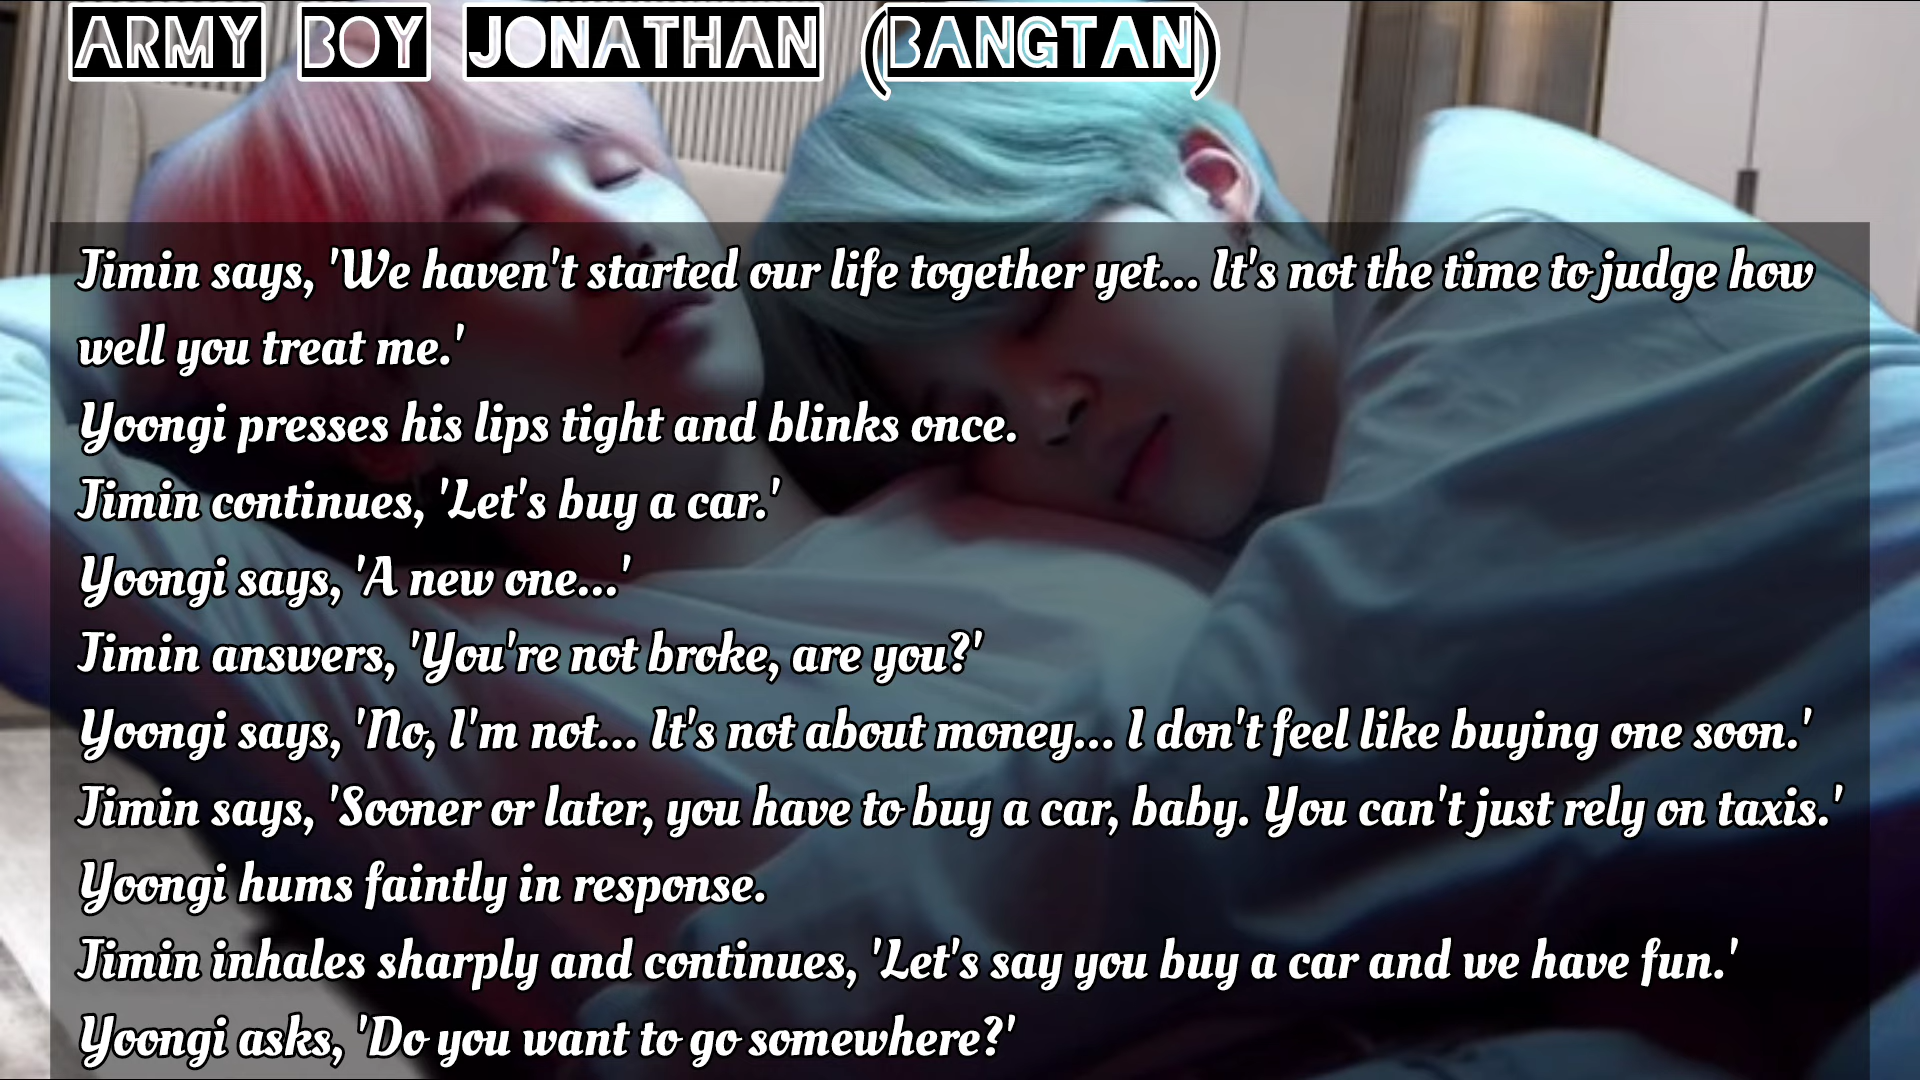 ARMY BOY JONATHAN (BANGTAN)
Jimin says, 'We haven't started our life together yet... It's not the time to judge how
well you treat me.'
Yoongi presses his lips tight and blinks once.
Jimin continues, 'Let's buy a car.'
Yoongi says, 'A new one...'
Jimin answers, 'You're not broke, are you?'
Yoongi says, 'No, I'm not... It's not about money... I don't feel like buying one soon.'
Jimin says, 'Sooner or later, you have to buy a car, baby. You can't just rely on taxis.'
Yoongi hums faintly in response.
Jimin inhales sharply and continues, 'Let's say you buy a car and we have fun.'
Yoongi asks, 'Do you want to go somewhere?'